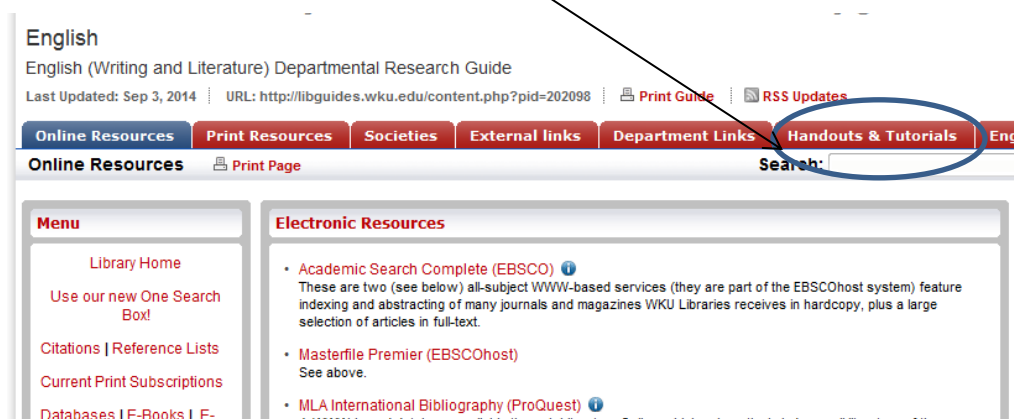 English
English (Writing and Literature) Departmental Research Guide
Last Updated: Sep 3, 2014 URL: http://libguides.wku.edu/content.php?pid=202098 Print Guide RSS Updates
Online Resources Print Resources Societies External links Department Links Handouts & Tutorials Eng
Online Resources Print Page Search:
Menu
Library Home
Use our new One Search
Box!
Citations | Reference Lists
Current Print Subscriptions
Databases | E-Books | E-
Electronic Resources
• Academic Search Complete (EBSCO)
These are two (see below) all-subject WWW-based services (they are part of the EBSCOhost system) feature
indexing and abstracting of many journals and magazines WKU Libraries receives in hardcopy, plus a large
selection of articles in full-text.
• Masterfile Premier (EBSCOhost)
See above.
• MLA International Bibliography (ProQuest)